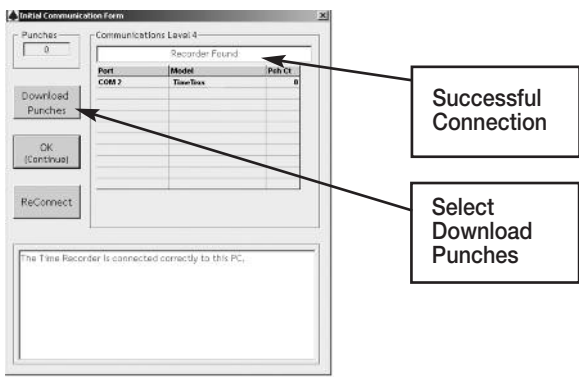 Initial Communication Form
Punches
0
Communications Level 4
Recorder Found
Port Model Pch Ct
COM 2 TimeTrax 0
Download
Punches
OK
(Continue)
ReConnect
The Time Recorder is connected correctly to this PC.
Successful
Connection
Select
Download
Punches